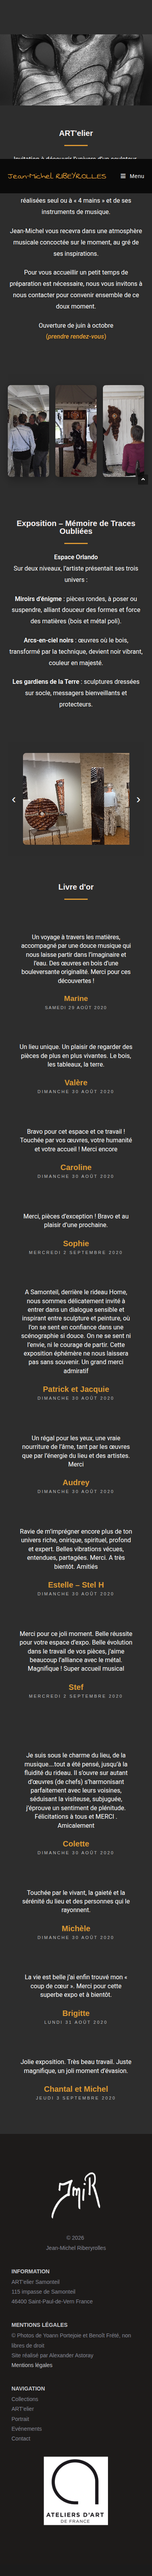 ART'elier
Jean-Michel RIBEYROLLES
Menu
réalisées seul ou à « 4 mains » et de ses
instruments de musique.
Jean-Michel vous recevra dans une atmosphère
musicale concoctée sur le moment, au gré de
ses inspirations.
Pour vous accueillir un petit temps de
préparation est nécessaire, nous vous invitons à
nous contacter pour convenir ensemble de ce
doux moment.
Ouverture de juin à octobre
(prendre rendez-vous)
Exposition – Mémoire de Traces
Oubliées
Espace Orlando
Sur deux niveaux, l'artiste présentait ses trois
univers :
Miroirs d'énigme : pièces rondes, à poser ou
suspendre, alliant douceur des formes et force
des matières (bois et métal poli).
Arcs-en-ciel noirs : œuvres où le bois,
transformé par la technique, devient noir vibrant,
couleur en majesté.
Les gardiens de la Terre : sculptures dressées
sur socle, messagers bienveillants et
protecteurs.
Livre d'or
Un voyage à travers les matières,
accompagné par une douce musique qui
nous laisse partir dans l'imaginaire et
l'eau. Des œuvres en bois d'une
bouleversante originalité. Merci pour ces
découvertes !
Marine
SAMEDI 29 AOÛT 2020
Un lieu unique. Un plaisir de regarder des
pièces de plus en plus vivantes. Le bois,
les tableaux, la terre.
Valère
DIMANCHE 30 AOÛT 2020
Bravo pour cet espace et ce travail !
Touchée par vos œuvres, votre humanité
et votre accueil ! Merci encore
Caroline
DIMANCHE 30 AOÛT 2020
Merci, pièces d'exception ! Bravo et au
plaisir d'une prochaine.
Sophie
MERCREDI 2 SEPTEMBRE 2020
A Samonteil, derrière le rideau Home,
nous sommes délicatement invité à
entrer dans un dialogue sensible et
inspirant entre sculpture et peinture, où
l'on se sent en confiance dans une
scénographie si douce. On ne se sent ni
l'envie, ni le courage de partir. Cette
exposition éphémère ne nous laissera
pas sans souvenir. Un grand merci
admiratif
Patrick et Jacquie
DIMANCHE 30 AOÛT 2020
Un régal pour les yeux, une vraie
nourriture de l'âme, tant par les œuvres
que par l'énergie du lieu et des artistes.
Merci
Audrey
DIMANCHE 30 AOÛT 2020
Ravie de m'imprégner encore plus de ton
univers riche, onirique, spirituel, profond
et expert. Belles vibrations vécues,
entendues, partagées. Merci. A très
bientôt. Amitiés
Estelle – Stel H
DIMANCHE 30 AOÛT 2020
Merci pour ce joli moment. Belle réussite
pour votre espace d'expo. Belle évolution
dans le travail de vos pièces, j'aime
beaucoup l'alliance avec le métal.
Magnifique ! Super accueil musical
Stef
MERCREDI 2 SEPTEMBRE 2020
Je suis sous le charme du lieu, de la
musique....tout a été pensé, jusqu'à la
fluidité du rideau. Il s'ouvre sur autant
d'œuvres (de chefs) s'harmonisant
parfaitement avec leurs voisines,
séduisant la visiteuse, subjuguée,
j'éprouve un sentiment de plénitude.
Félicitations à tous et MERCI .
Amicalement
Colette
DIMANCHE 30 AOÛT 2020
Touchée par le vivant, la gaieté et la
sérénité du lieu et des personnes qui le
rayonnent.
Michèle
DIMANCHE 30 AOÛT 2020
La vie est belle j'ai enfin trouvé mon «
coup de cœur ». Merci pour cette
superbe expo et à bientôt.
Brigitte
LUNDI 31 AOÛT 2020
Jolie exposition. Très beau travail. Juste
magnifique, un joli moment d'évasion.
Chantal et Michel
JEUDI 3 SEPTEMBRE 2020
JMiR
© 2026
Jean-Michel Riberyrolles
INFORMATION
ART'elier Samonteil
115 impasse de Samonteil
46400 Saint-Paul-de-Vern France
MENTIONS LÉGALES
© Photos de Yoann Portejoie et Benoît Frété, non
libres de droit
Site réalisé par Alexander Astoray
Mentions légales
NAVIGATION
Collections
ART'elier
Portrait
Evénements
Contact
ATELIERS D'ART
DE FRANCE